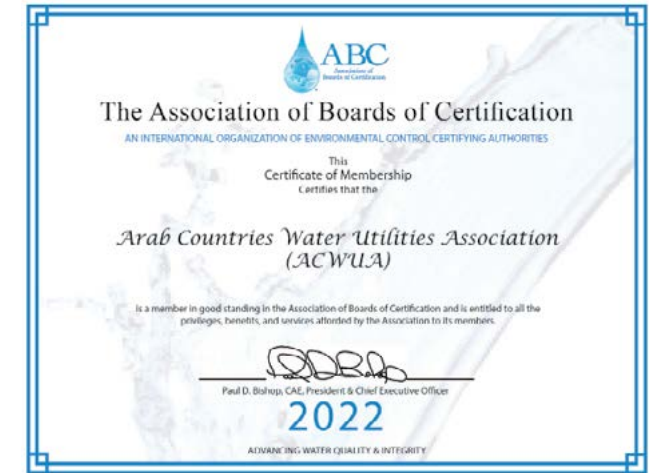 ABC
Association of
Boards of Certification
The Association of Boards of Certification
AN INTERNATIONAL ORGANIZATION OF ENVIRONMENTAL CONTROL CERTIFYING AUTHORITIES
This
Certificate of Membership
Certifies that the
Arab Countries Water Utilities Association
(ACWUA)
is a member in good standing in the Association of Boards of Certification and is entitled to all the
privileges, benefits, and services afforded by the Association to its members.
Paul D. Bishop, CAE, President & Chief Executive Officer
2022
ADVANCING WATER QUALITY & INTEGRITY